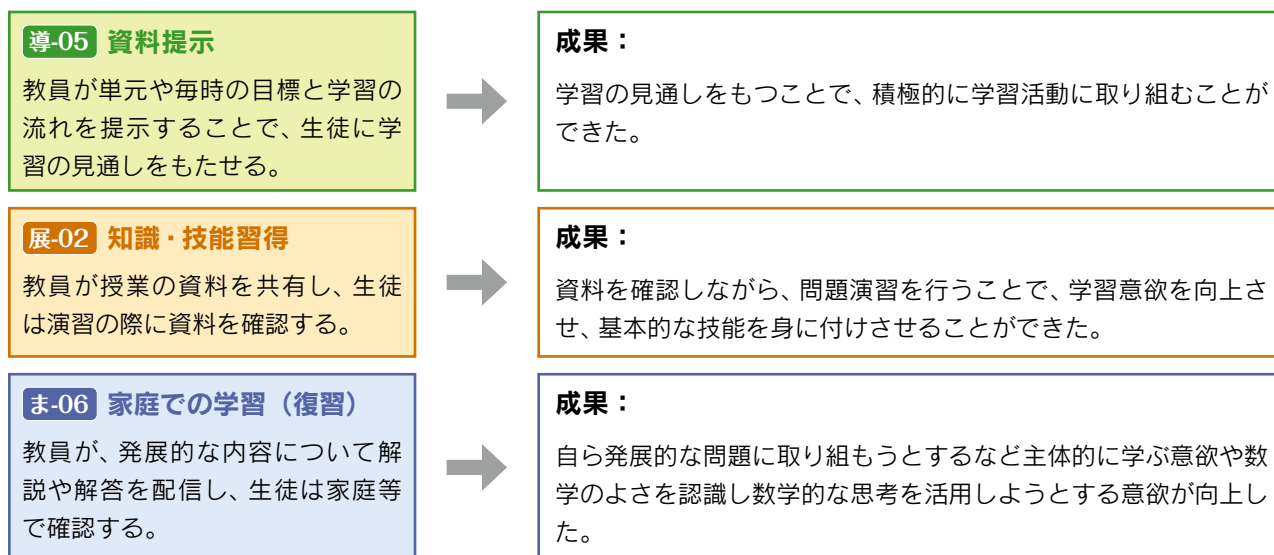 導-05 資料提示
教員が単元や毎時の目標と学習の
流れを提示することで、生徒に学
習の見通しをもたせる。
成果：
学習の見通しをもつことで、積極的に学習活動に取り組むことが
できた。
展-02 知識・技能習得
教員が授業の資料を共有し、生徒
は演習の際に資料を確認する。
成果：
資料を確認しながら、問題演習を行うことで、学習意欲を向上さ
せ、基本的な技能を身に付けさせることができた。
ま-06 家庭での学習（復習）
教員が、発展的な内容について解
説や解答を配信し、生徒は家庭等
で確認する。
成果：
自ら発展的な問題に取り組もうとするなど主体的に学ぶ意欲や数
学のよさを認識し数学的な思考を活用しようとする意欲が向上し
た。